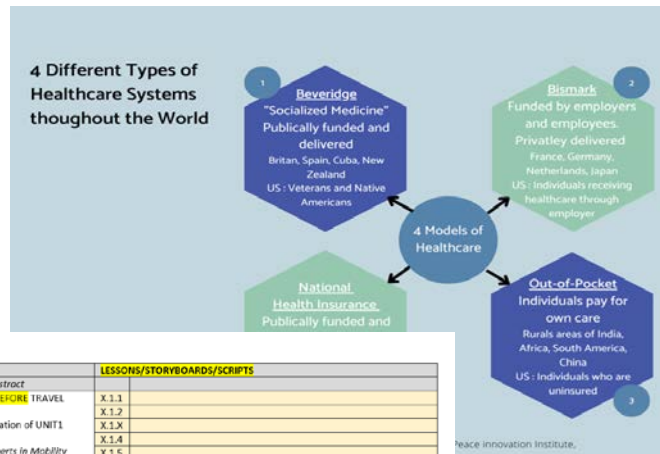 4 Different Types of
Healthcare Systems
thoughout the World
1
Beveridge
"Socialized Medicine"
Publically funded and
delivered
Britan, Spain, Cuba, New
Zealand
US : Veterans and Native
Americans
2
Bismark
Funded by employers
and employees.
Privatley delivered
France, Germany,
Netherlands, Japan
US : Individuals receiving
healthcare through
employer
4 Models of
Healthcare
National
Health Insurance
Publically funded and
Out-of-Pocket
Individuals pay for
own care
Rurals areas of India,
Africa, South America,
China
US : Individuals who are
uninsured
3
Peace innovation Institute,
LESSONS/STORYBOARDS/SCRIPTS
TRAVEL
X.1.1
X.1.2
of UNIT1
X.1.X
X.1.4
in Mobility
X.1.5